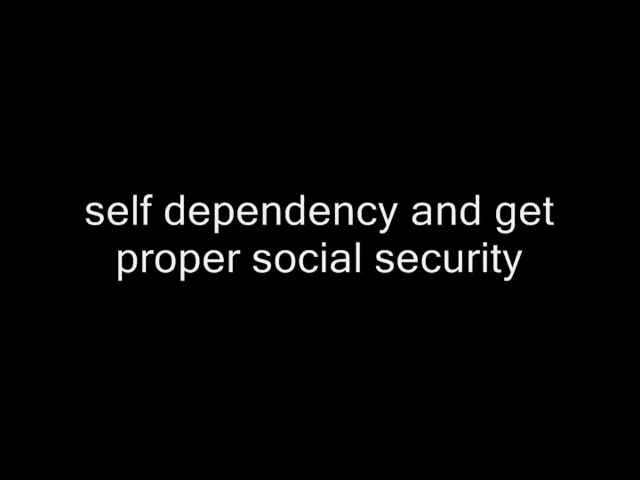 self dependency and get
proper social security